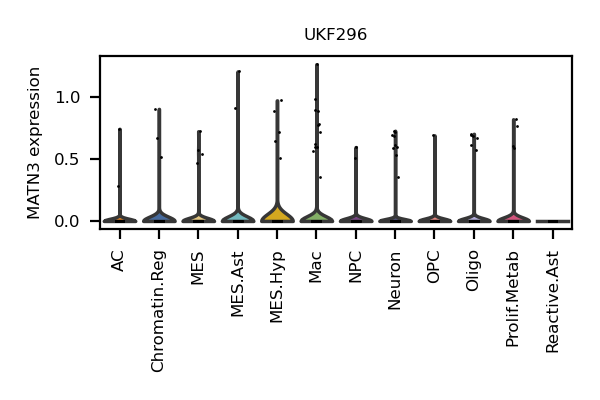 UKF296
MATN3 expression
1.0
0.5
0.0
AC
Chromatin.Reg
MES
MES.Ast
MES.Hyp
Mac
NPC
Neuron
OPC
Oligo
Prolif.Metab
Reactive.Ast